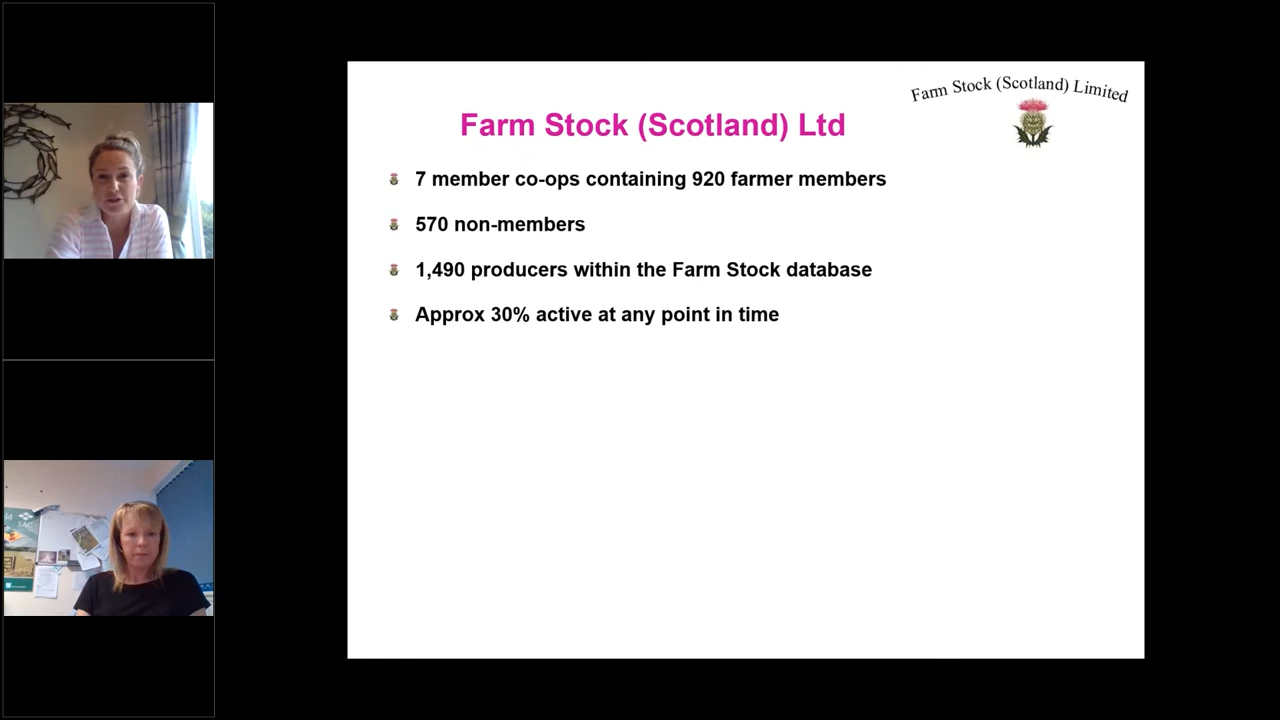 Farm Stock (Scotland) Limited
Farm Stock (Scotland) Ltd
7 member co-ops containing 920 farmer members
570 non-members
1,490 producers within the Farm Stock database
Approx 30% active at any point in time